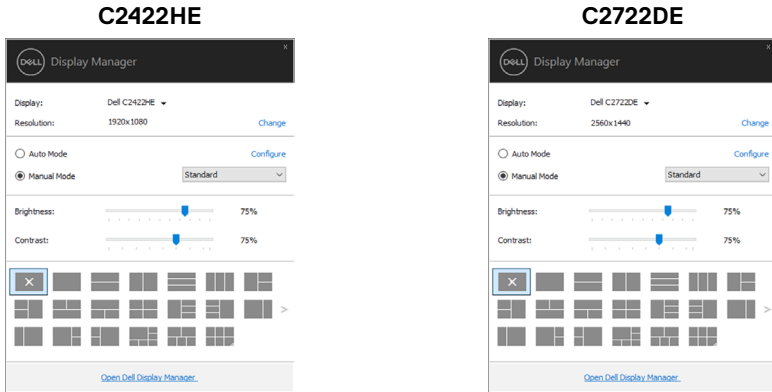 C2422HE
x
DELL Display Manager
Display: Dell C2422HE
Resolution: 1920x1080 Change
Auto Mode Configure
Manual Mode Standard
Brightness: 75%
Contrast: 75%
Open Dell Display Manager
C2722DE
x
DELL Display Manager
Display: Dell C2722DE
Resolution: 2560x1440 Change
Auto Mode Configure
Manual Mode Standard
Brightness: 75%
Contrast: 75%
Open Dell Display Manager